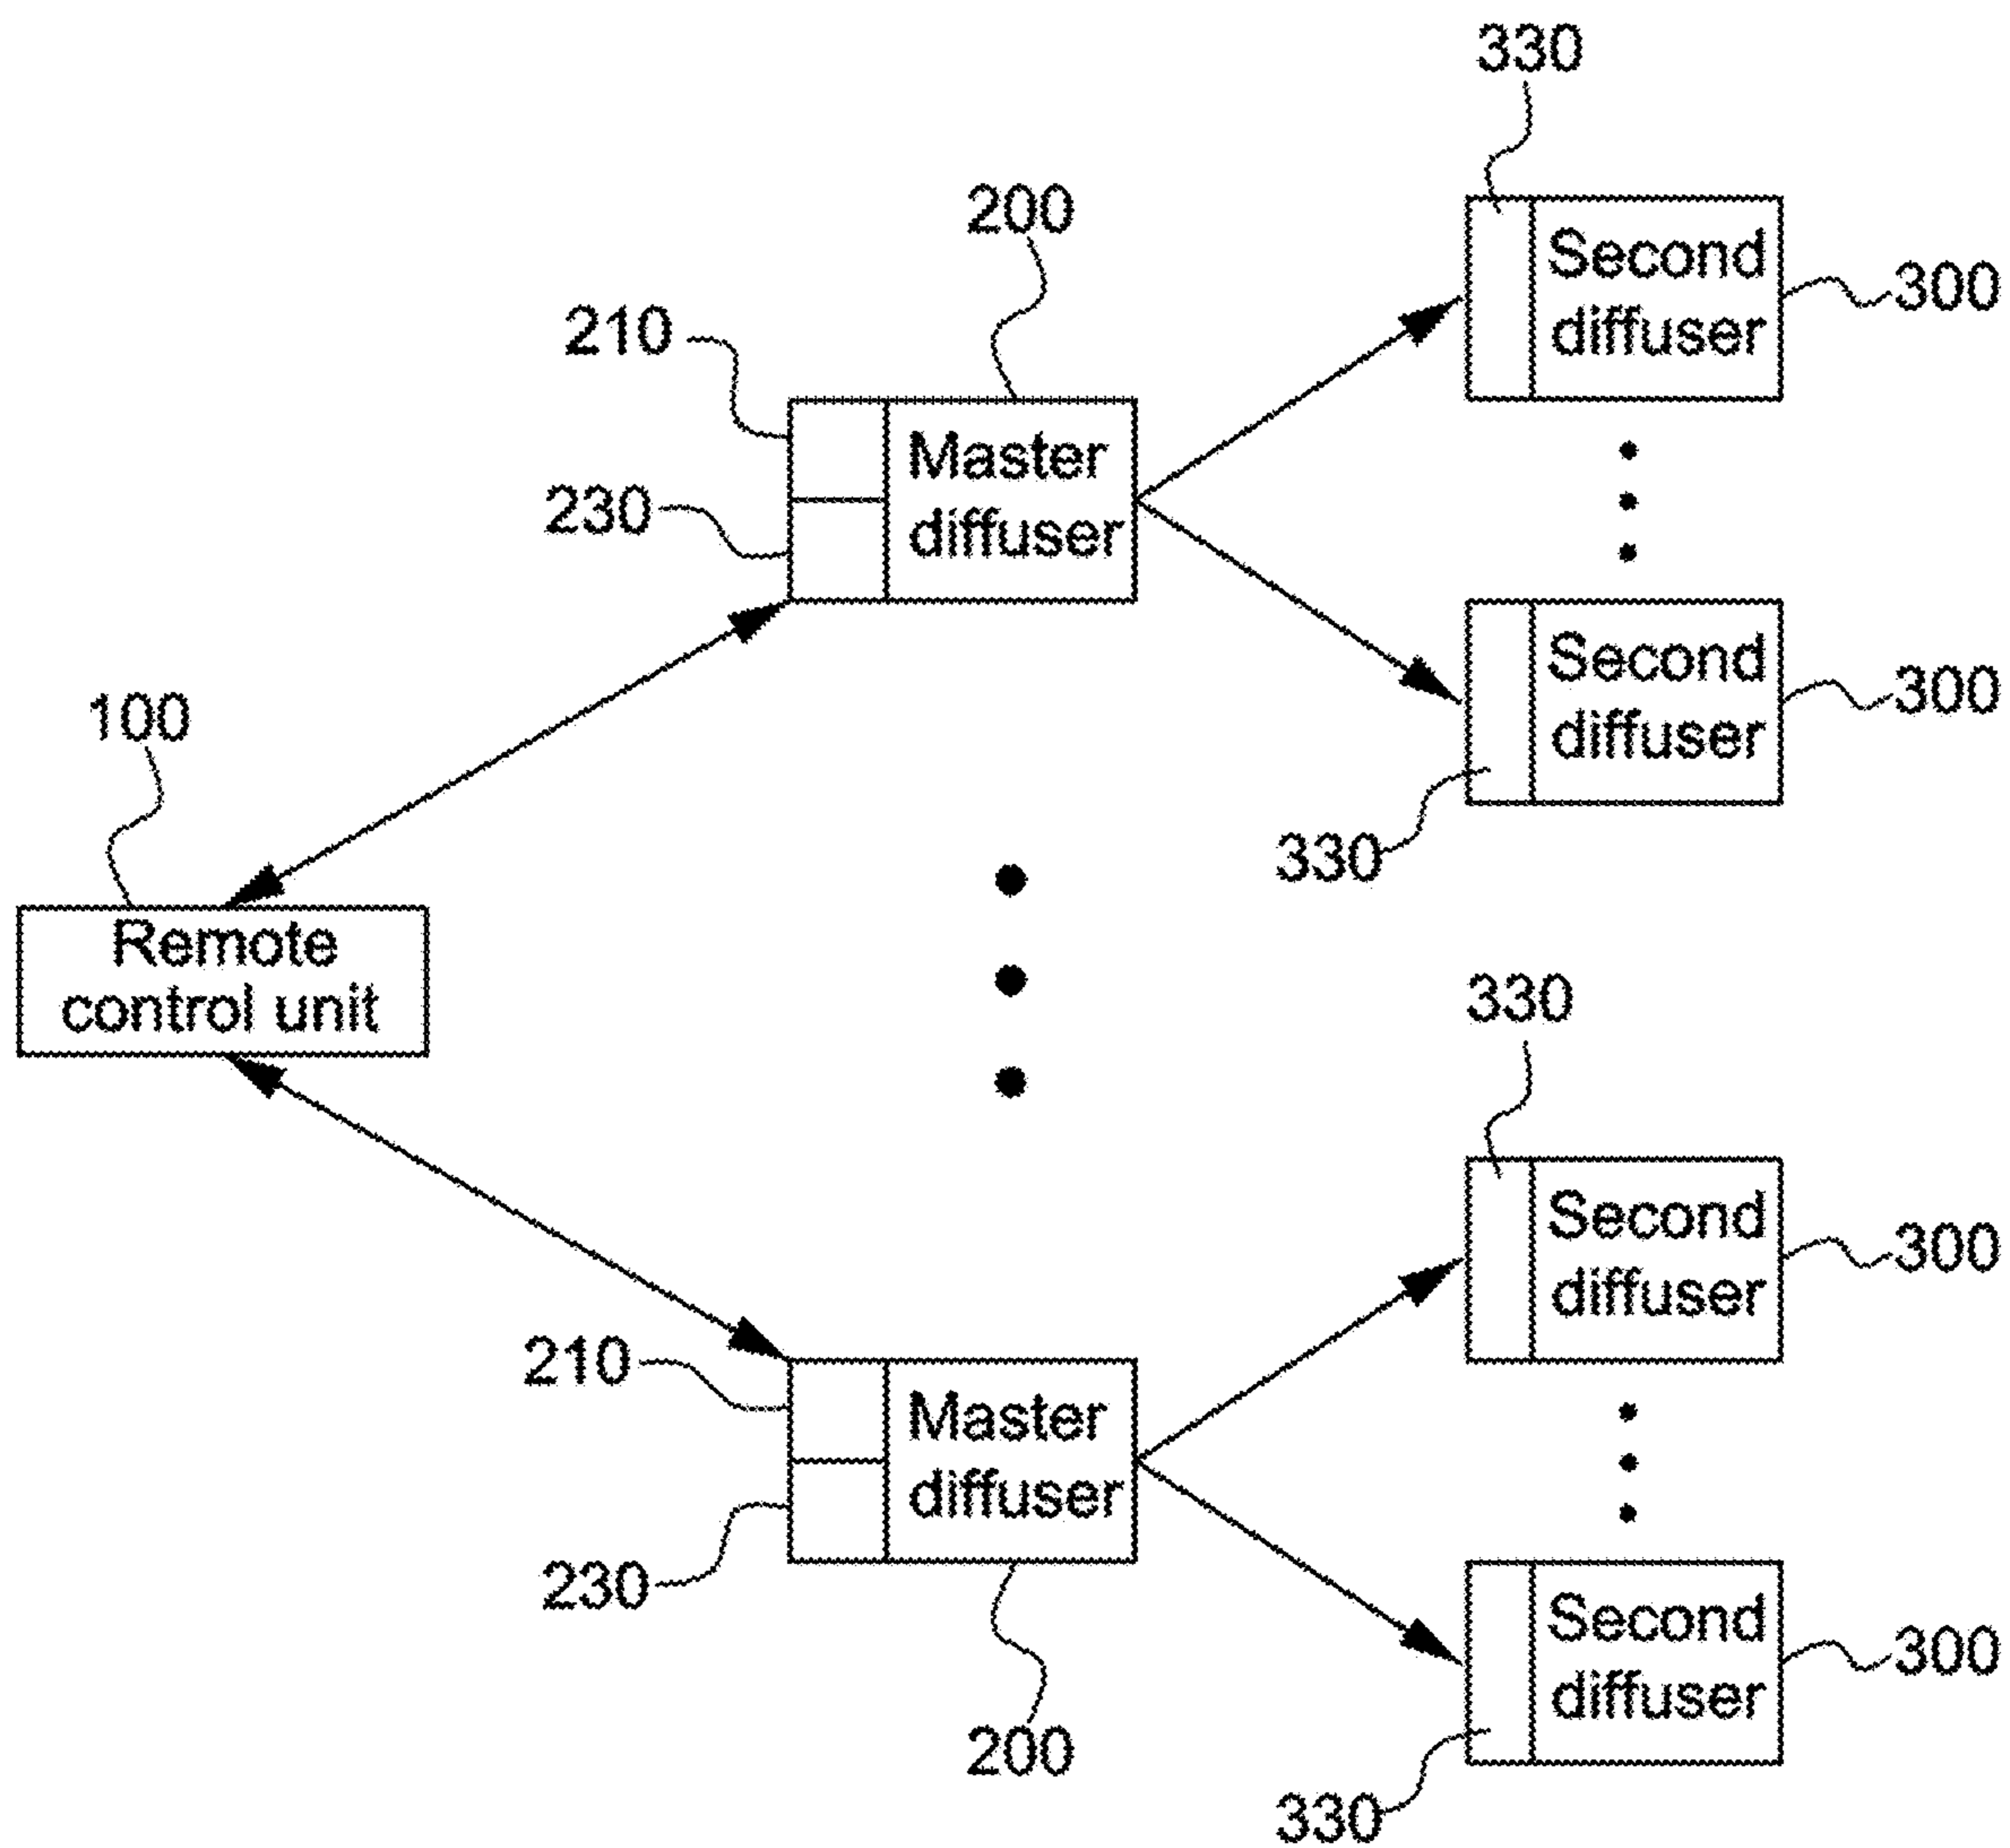 330
200
Second
diffuser
300
210
Master
diffuser
230
Second
diffuser
300
100
330
Remote
control unit
330
Second
diffuser
300
210
Master
diffuser
230
Second
diffuser
300
200
330